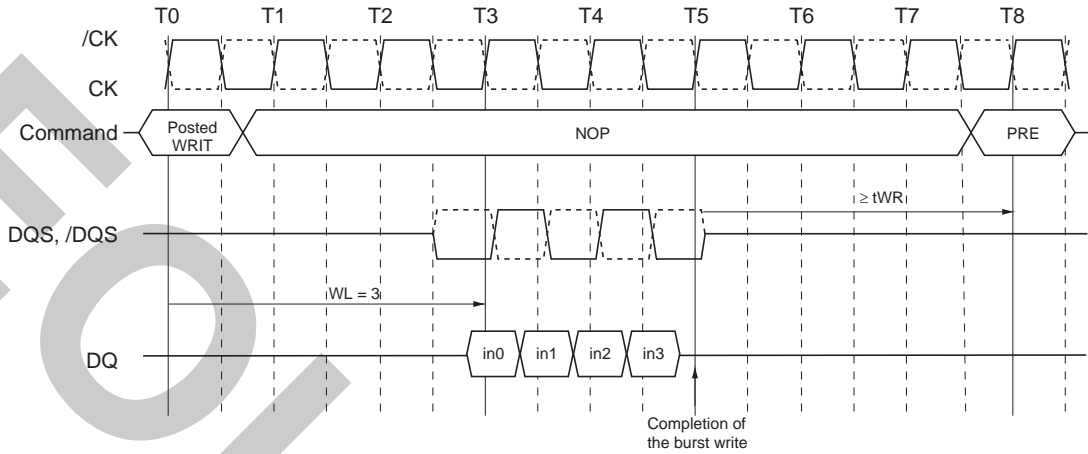 T0 T1 T2 T3 T4 T5 T6 T7 T8
/CK
CK
Command
Posted
WRIT
NOP
PRE
≥ tWR
DQS, /DQS
WL = 3
DQ
in0 in1 in2 in3
Completion of
the burst write